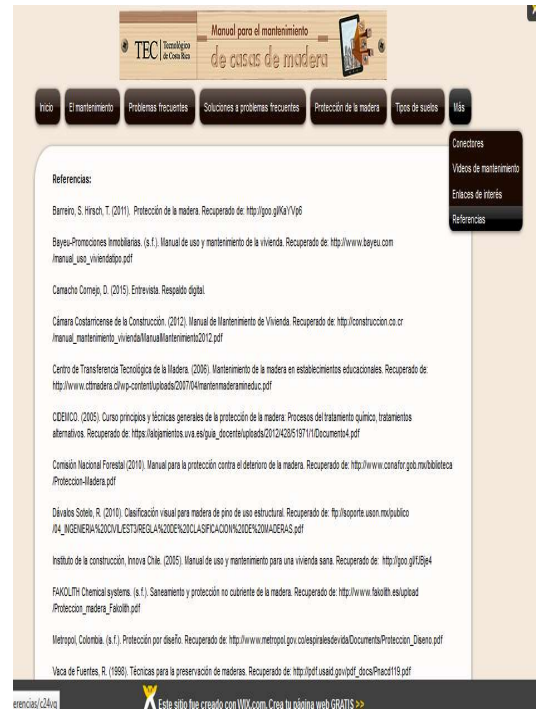 TEC Tecnológico
de Costa Rica
Manual para el mantenimiento
de casas de madera
Inicio El mantenimiento Problemas frecuentes Soluciones a problemas frecuentes Protección de la madera Tipos de suelos Más
Conectores
Videos de mantenimiento
Enlaces de interés
Referencias
Referencias:
Barreiro, S. Hirsch, T. (2011). Protección de la madera. Recuperado de:
Bayeu-Promociones Inmobiliarias. (s.f.). Manual de uso y mantenimiento de la vivienda. Recuperado de: http://www.bayeu.com
/manual_uso_viviendatipo.pdf
Camacho Cornejo, D. (2015). Entrevista. Respaldo digital.
Cámara Costarricense de la Construcción. (2012). Manual de Mantenimiento de Vivienda. Recuperado de: http://construccion.co.cr
/manual_mantenimiento_vivienda/ManualMantenimiento2012.pdf
Centro de Transferencia Tecnológica de la Madera. (2006). Mantenimiento de la madera en establecimientos educacionales. Recuperado de:
http://www.cttmadera.cl/wp-content/uploads/2007/04/mantenmaderamineduc.pdf
CIDEMCO. (2005). Curso principios y técnicas generales de la protección de la madera: Procesos del tratamiento químico, tratamientos
alternativos. Recuperado de: https://alojamientos.uva.es/guia_docente/uploads/2012/428/51971/1/Documento4.pdf
Comisión Nacional Forestal (2010). Manual para la protección contra el deterioro de la madera. Recuperado de: http://www.conafor.gob.mx/biblioteca
/Proteccion-Madera.pdf
Dávalos Sotelo, R. (2010). Clasificación visual para madera de pino de uso estructural. Recuperado de: ftp://soporte.uson.mx/publico
/04_INGENIERIA%20CIVIL/EST3/REGLA%20DE%20CLASIFICACION%20DE%20MADERAS.pdf
Instituto de la construcción, Innova Chile. (2005). Manual de uso y mantenimiento para una vivienda sana. Recuperado de:
FAKOLITH Chemical systems. (s.f.). Saneamiento y protección no cubriente de la madera. Recuperado de: http://www.fakolith.es/upload
/Proteccion_madera_Fakolith.pdf
Metropol, Colombia. (s.f.). Protección por diseño. Recuperado de: http://www.metropol.gov.co/espiralesdevida/Documents/Proteccion_Diseno.pdf
Vaca de Fuentes, R. (1998). Técnicas para la preservación de maderas. Recuperado de: http://pdf.usaid.gov/pdf_docs/Pnacd119.pdf
erencias/c24vq
Este sitio fue creado con WIX.com. Crea tu página web GRATIS >>